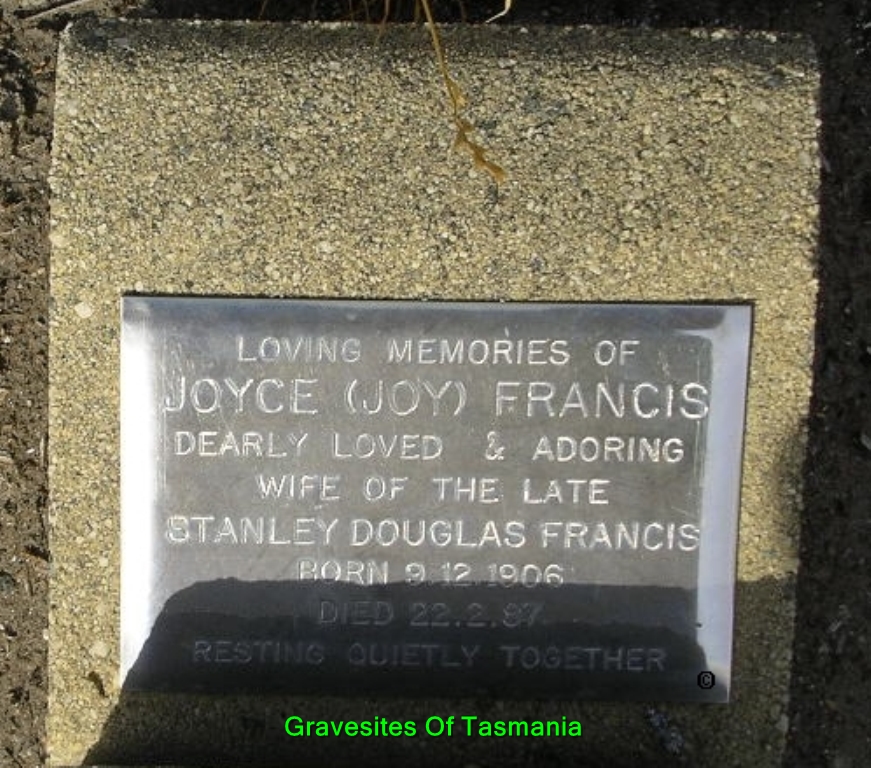 LOVING MEMORIES OF
JOYCE (JOY) FRANCIS
DEARLY LOVED & ADORING
WIFE OF THE LATE
STANLEY DOUGLAS FRANCIS
BORN 9.12.1906
DIED 22.2.97
RESTING QUIETLY TOGETHER
©
Gravesites Of Tasmania